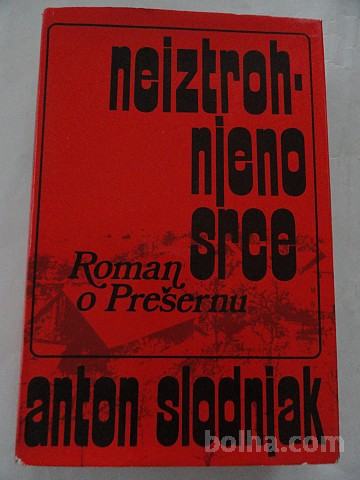 neiztroh-
njeno
srce
Roman
o Prešernu
anton slodnjak
bolha.com